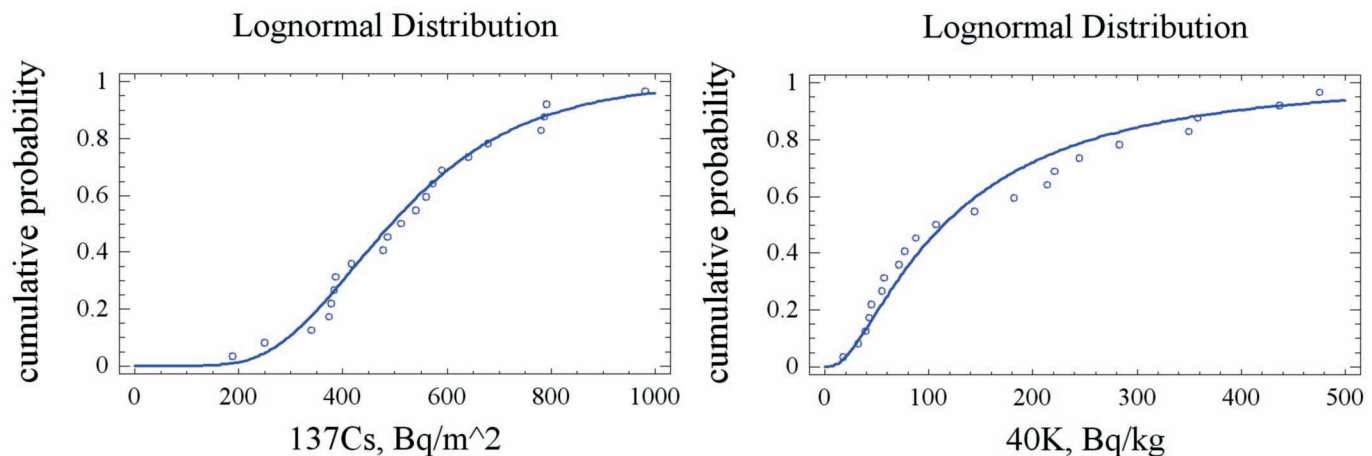 Lognormal Distribution
cumulative probability
1
0.8
0.6
0.4
0.2
0
0 200 400 600 800 1000
137Cs, Bq/m^2
Lognormal Distribution
cumulative probability
1
0.8
0.6
0.4
0.2
0
0 100 200 300 400 500
40K, Bq/kg